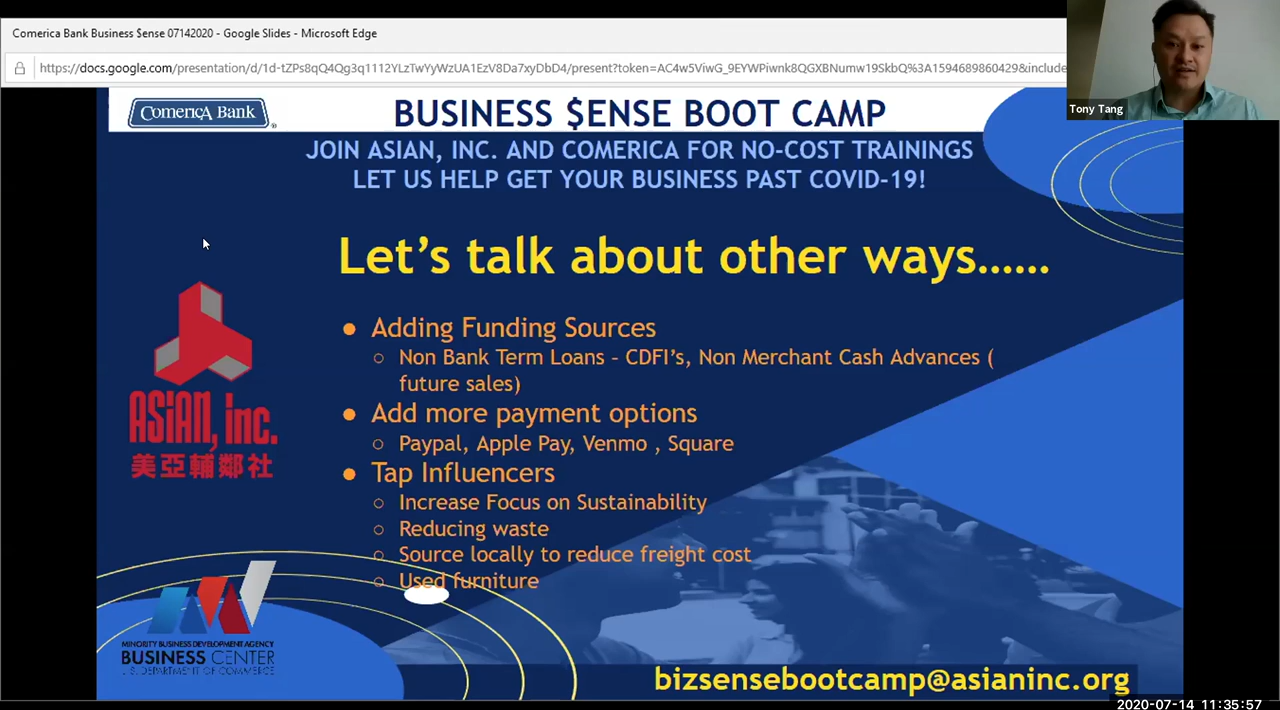 Comerica Bank Business $ense 07142020 - Google Slides - Microsoft Edge
https://docs.google.com/presentation/d/1d-tZPs8qQ4Qg3q1112YLzTwYyWzUA1EzV8Da7xyDbD4/present?token=AC4w5ViwG_9EYWPiwnk8QGXBNumw19SkbQ%3A1594689860429&include
Tony Tang
Comerica Bank
BUSINESS $ENSE BOOT CAMP
JOIN ASIAN, INC. AND COMERICA FOR NO-COST TRAININGS
LET US HELP GET YOUR BUSINESS PAST COVID-19!
Let's talk about other ways......
● Adding Funding Sources
○ Non Bank Term Loans – CDFI's, Non Merchant Cash Advances (
future sales)
● Add more payment options
○ Paypal, Apple Pay, Venmo , Square
● Tap Influencers
○ Increase Focus on Sustainability
○ Reducing waste
○ Source locally to reduce freight cost
○ Used furniture
ASIAN, inc.
美亞輔鄰社
MINORITY BUSINESS DEVELOPMENT AGENCY
BUSINESS CENTER
U.S. DEPARTMENT OF COMMERCE
bizsensebootcamp@asianinc.org
2020-07-14 11:35:57